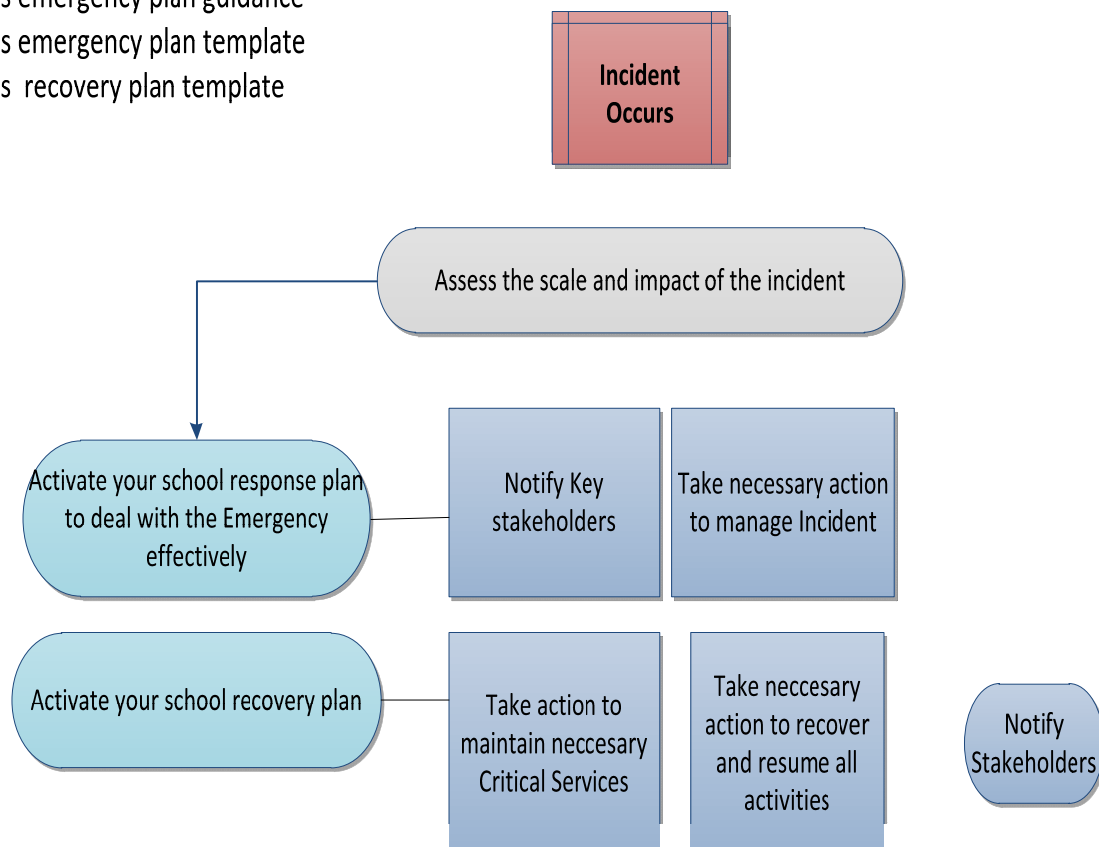 s emergency plan guidance
s emergency plan template
s recovery plan template
Incident
Occurs
Assess the scale and impact of the incident
Activate your school response plan
to deal with the Emergency
effectively
Notify Key
stakeholders
Take necessary action
to manage Incident
Activate your school recovery plan
Take action to
maintain neccesary
Critical Services
Take neccesary
action to recover
and resume all
activities
Notify
Stakeholders